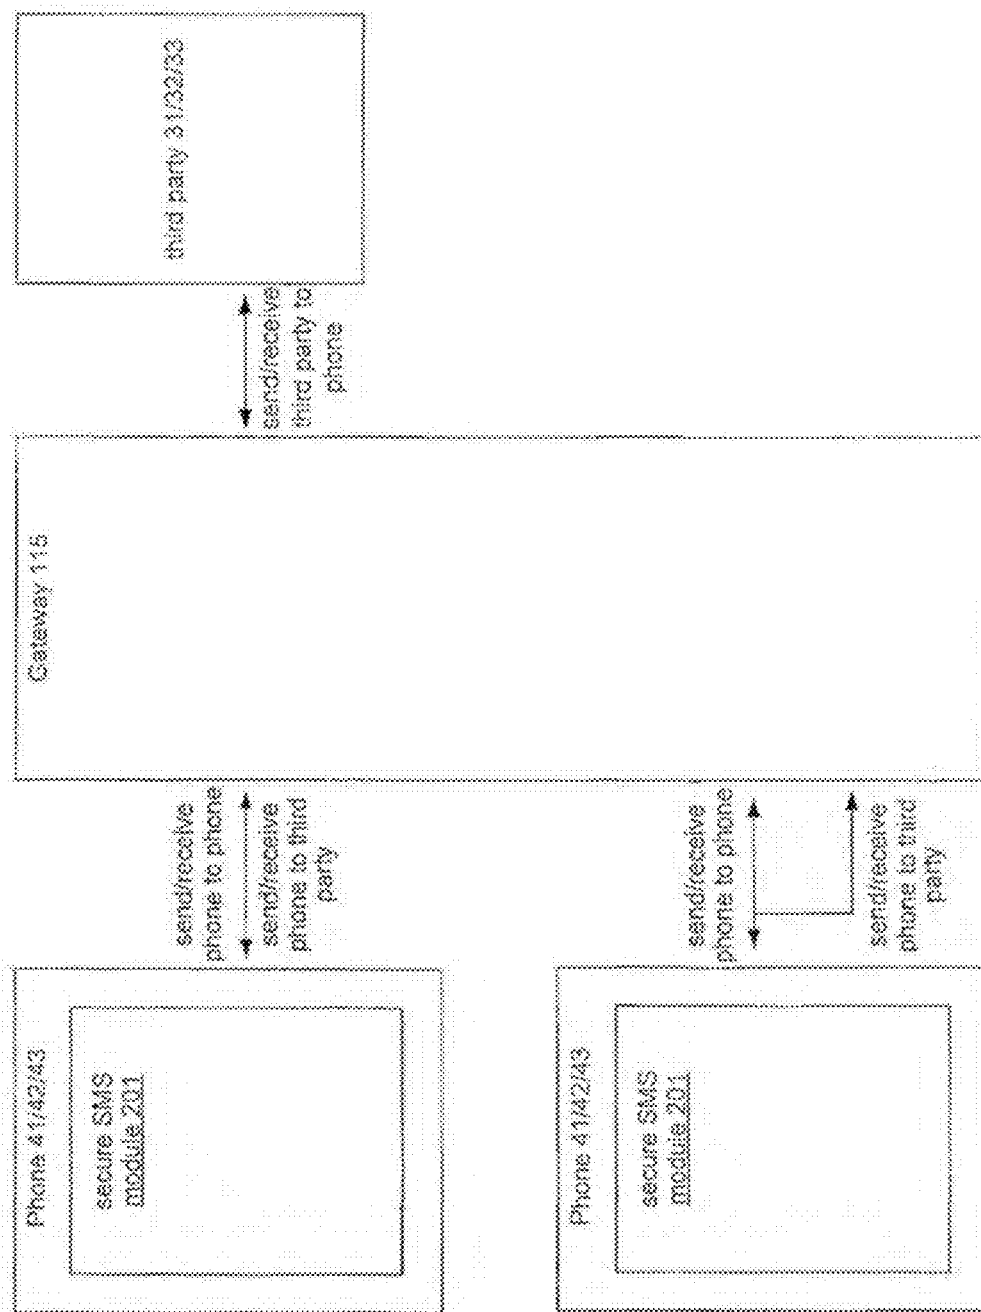 Phone 41/42/43
secure SMS
module 201
send/receive
phone to phone
send/receive
phone to third
party
Gateway 115
send/receive
third party to
phone
third party 31/32/33
Phone 41/42/43
secure SMS
module 201
send/receive
phone to phone
send/receive
phone to third
party